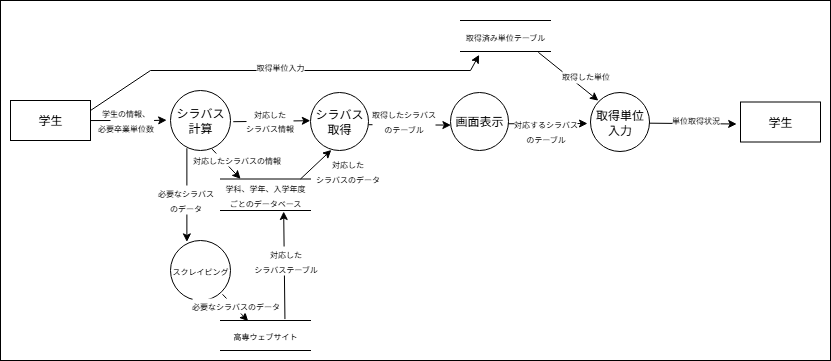 取得済み単位テーブル
取得単位入力
取得した単位
学生
学生の情報、
必要卒業単位数
シラバス
計算
対応した
シラバス情報
シラバス
取得
取得したシラバス
のテーブル
画面表示
対応するシラバス
のテーブル
取得単位
入力
単位取得状況
学生
対応したシラバスの情報
対応した
シラバスのデータ
学科、学年、入学年度
ごとのデータベース
必要なシラバス
のデータ
対応した
シラバステーブル
スクレイピング
必要なシラバスのデータ
高専ウェブサイト